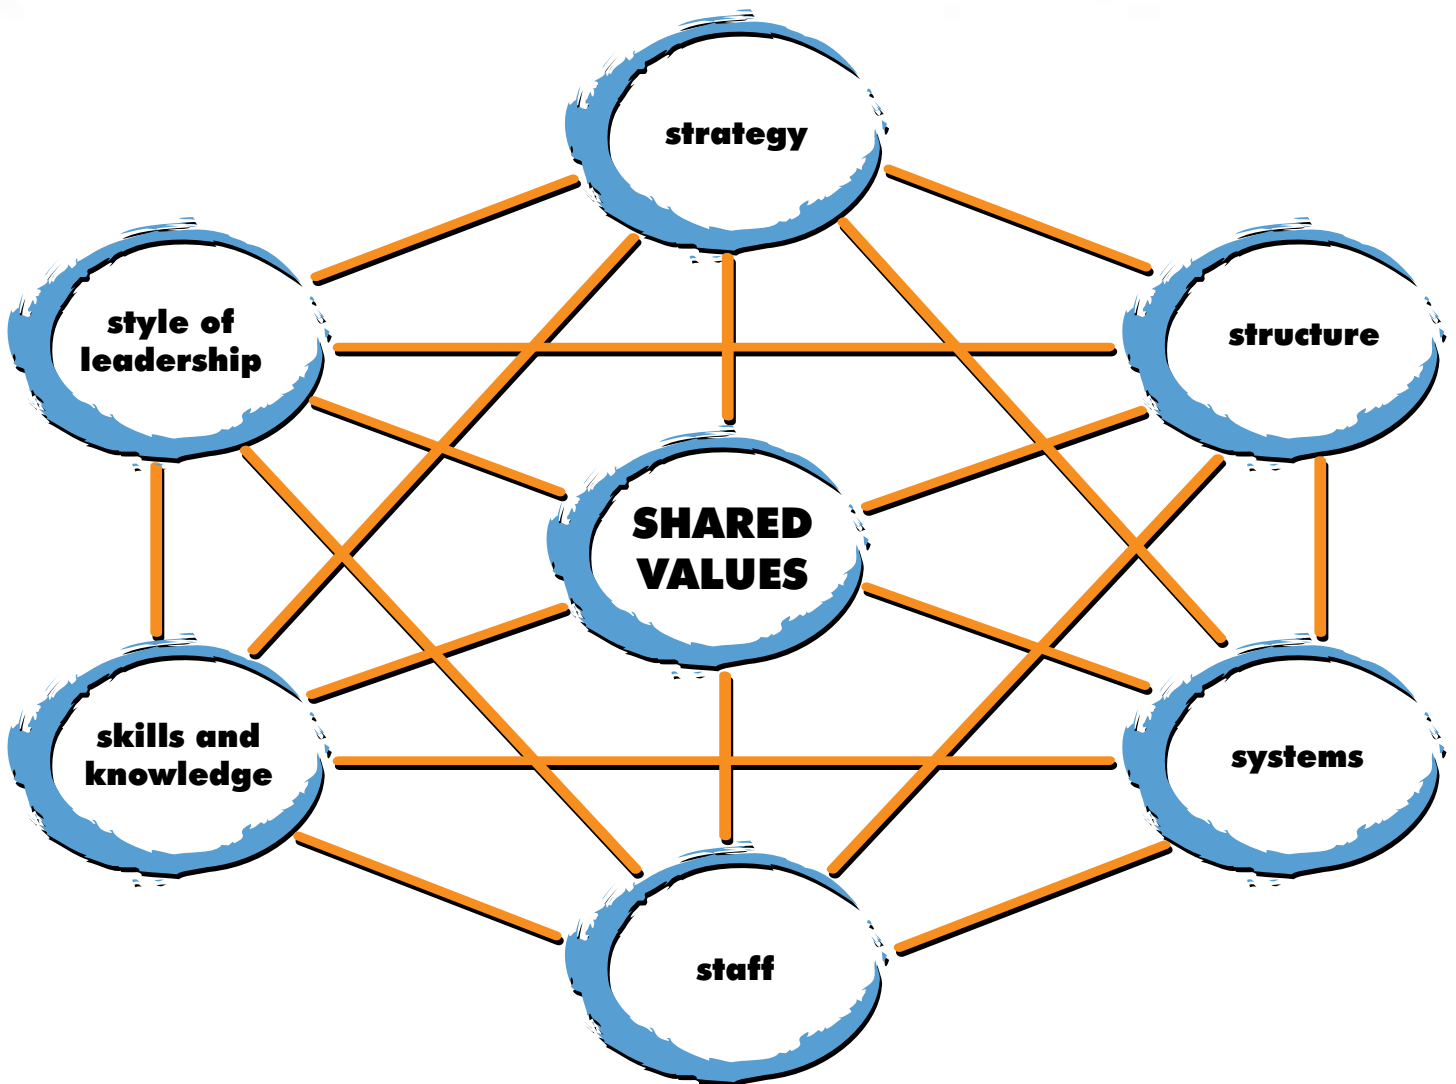 strategy
style of
leadership
structure
SHARED
VALUES
skills and
knowledge
systems
staff